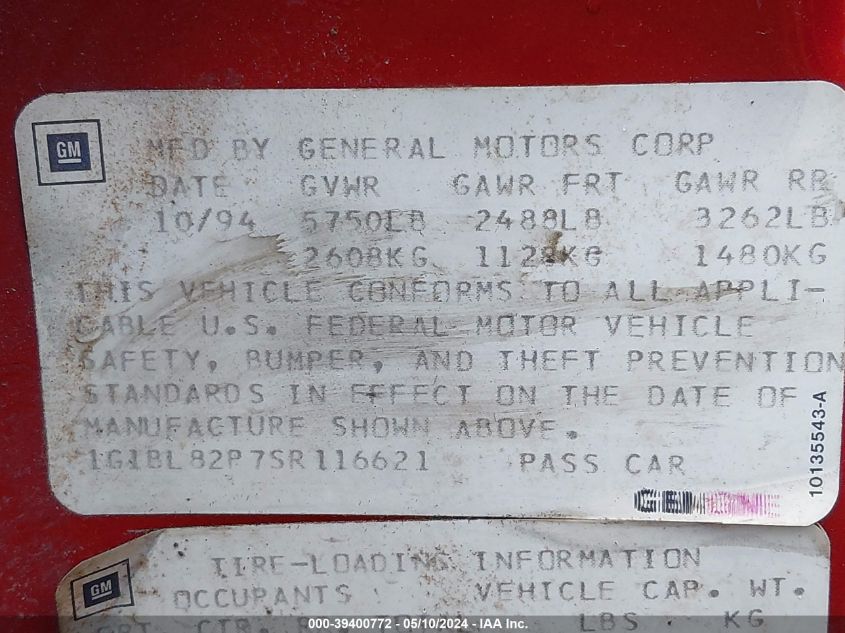 GM
MFD BY GENERAL MOTORS CORP
DATE GVWR GAWR FRT GAWR RR
10/94 5750LB 2488LB 3262LB
2608KG 1128KG 1480KG
THIS VEHICLE CONFORMS TO ALL APPLI-
CABLE U.S. FEDERAL MOTOR VEHICLE
SAFETY, BUMPER, AND THEFT PREVENTION
STANDARDS IN EFFECT ON THE DATE OF
MANUFACTURE SHOWN ABOVE.
1G1BL82P7SR116621 PASS CAR
10135543-A
GM
TIRE-LOADING INFORMATION
OCCUPANTS VEHICLE CAP. WT.
CTR. LBS KG
000-39400772 - 05/10/2024 - IAA Inc.